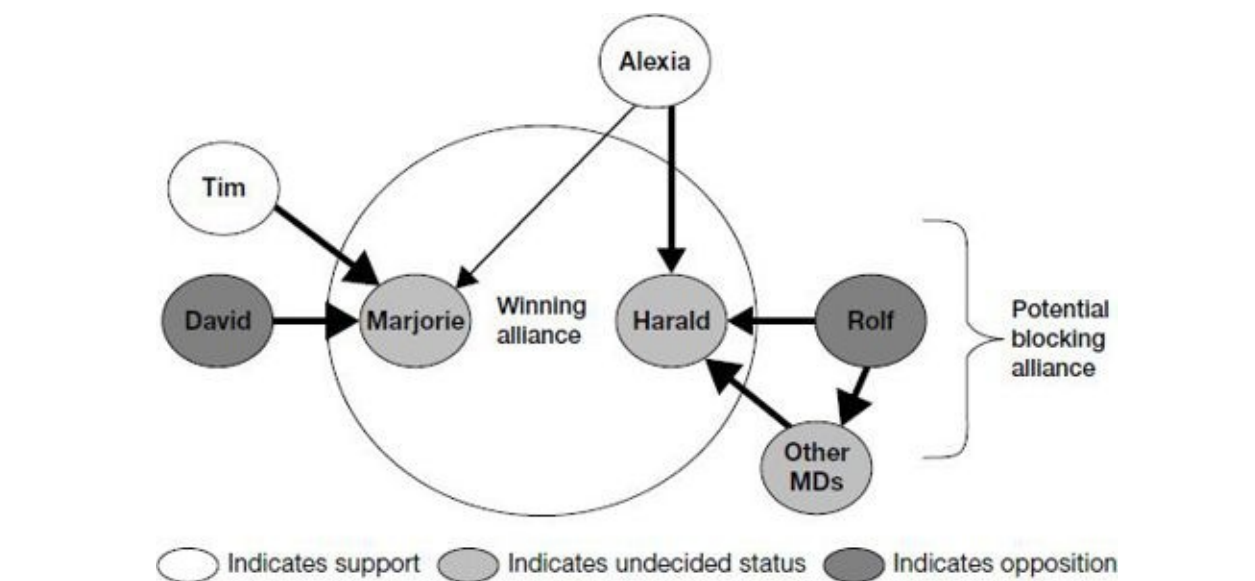 Alexia
Tim
David
Marjorie
Winning
alliance
Harald
Rolf
Potential
blocking
alliance
Other
MDs
Indicates support
Indicates undecided status
Indicates opposition